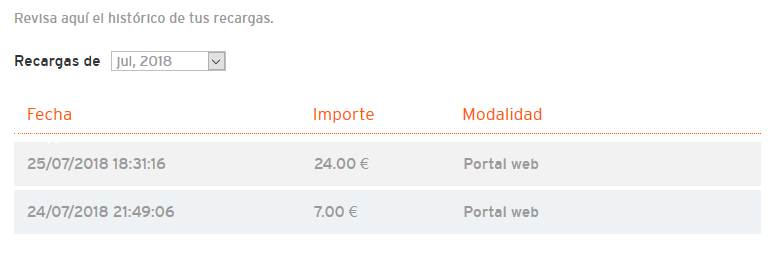 Revisa aquí el histórico de tus recargas.
Recargas de jul, 2018
Fecha Importe Modalidad
25/07/2018 18:31:16 24.00 € Portal web
24/07/2018 21:49:06 7.00 € Portal web